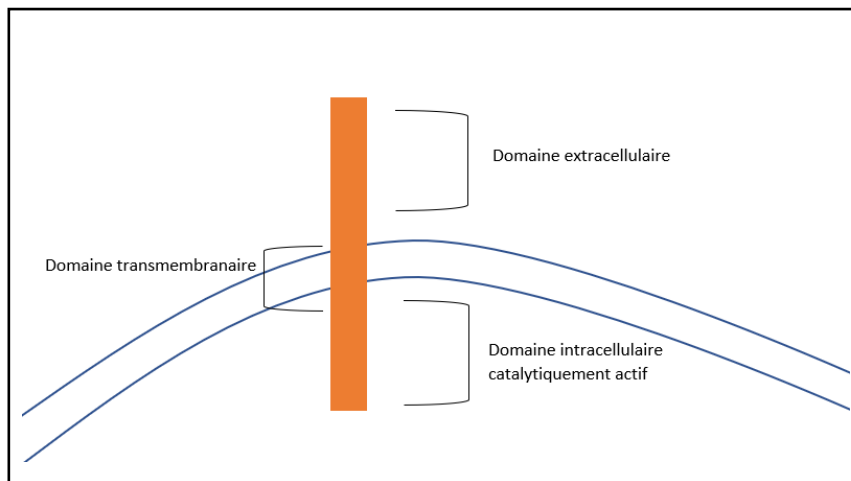 Domaine extracellulaire
Domaine transmembranaire
Domaine intracellulaire
catalytiquement actif